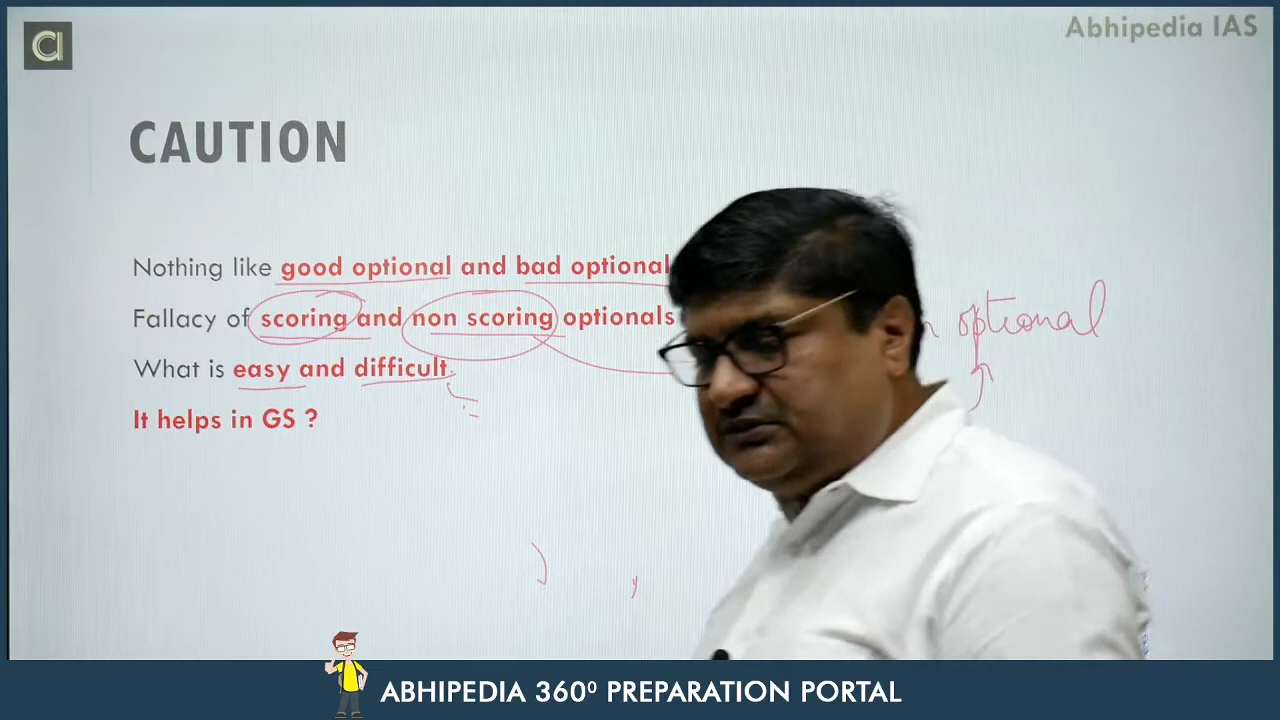 Abhipedia IAS
CAUTION
Nothing like good optional and bad optional
Fallacy of scoring and non scoring optionals
optional
What is easy and difficult
It helps in GS ?
ABHIPEDIA 360⁰ PREPARATION PORTAL